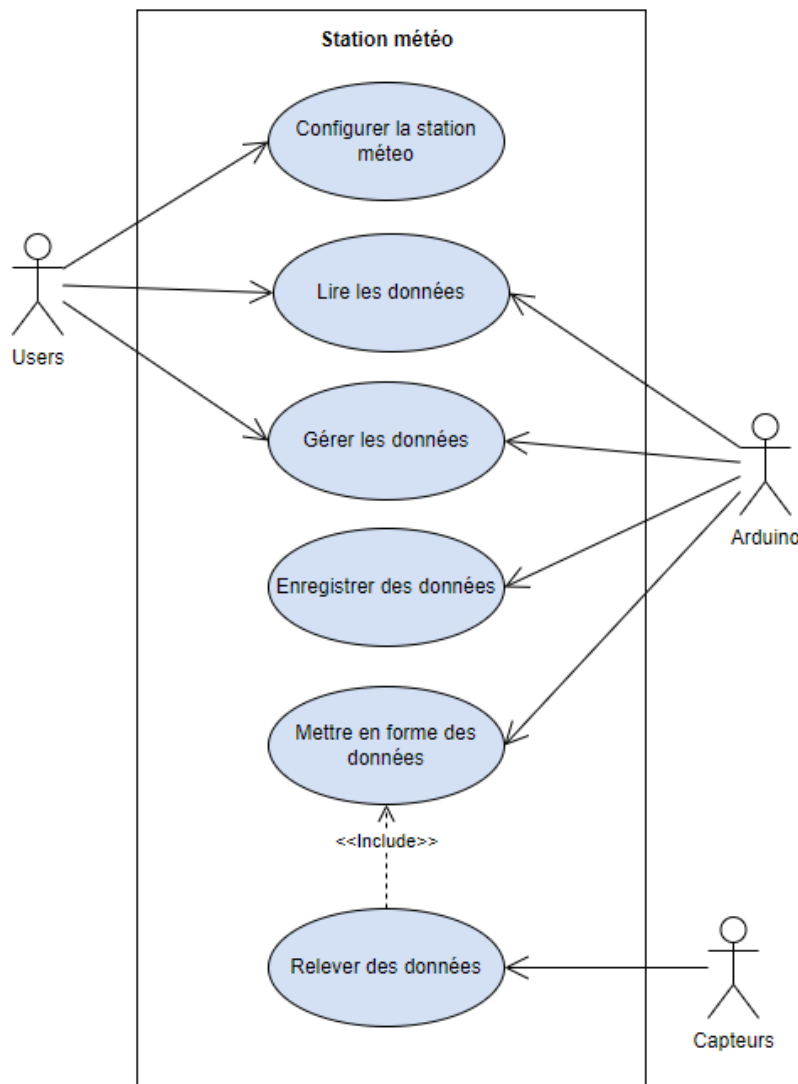 Station météo
Configurer la station
méteo
Lire les données
Users
Gérer les données
Arduino
Enregistrer des données
Mettre en forme des
données
<<Include>>
Relever des données
Capteurs